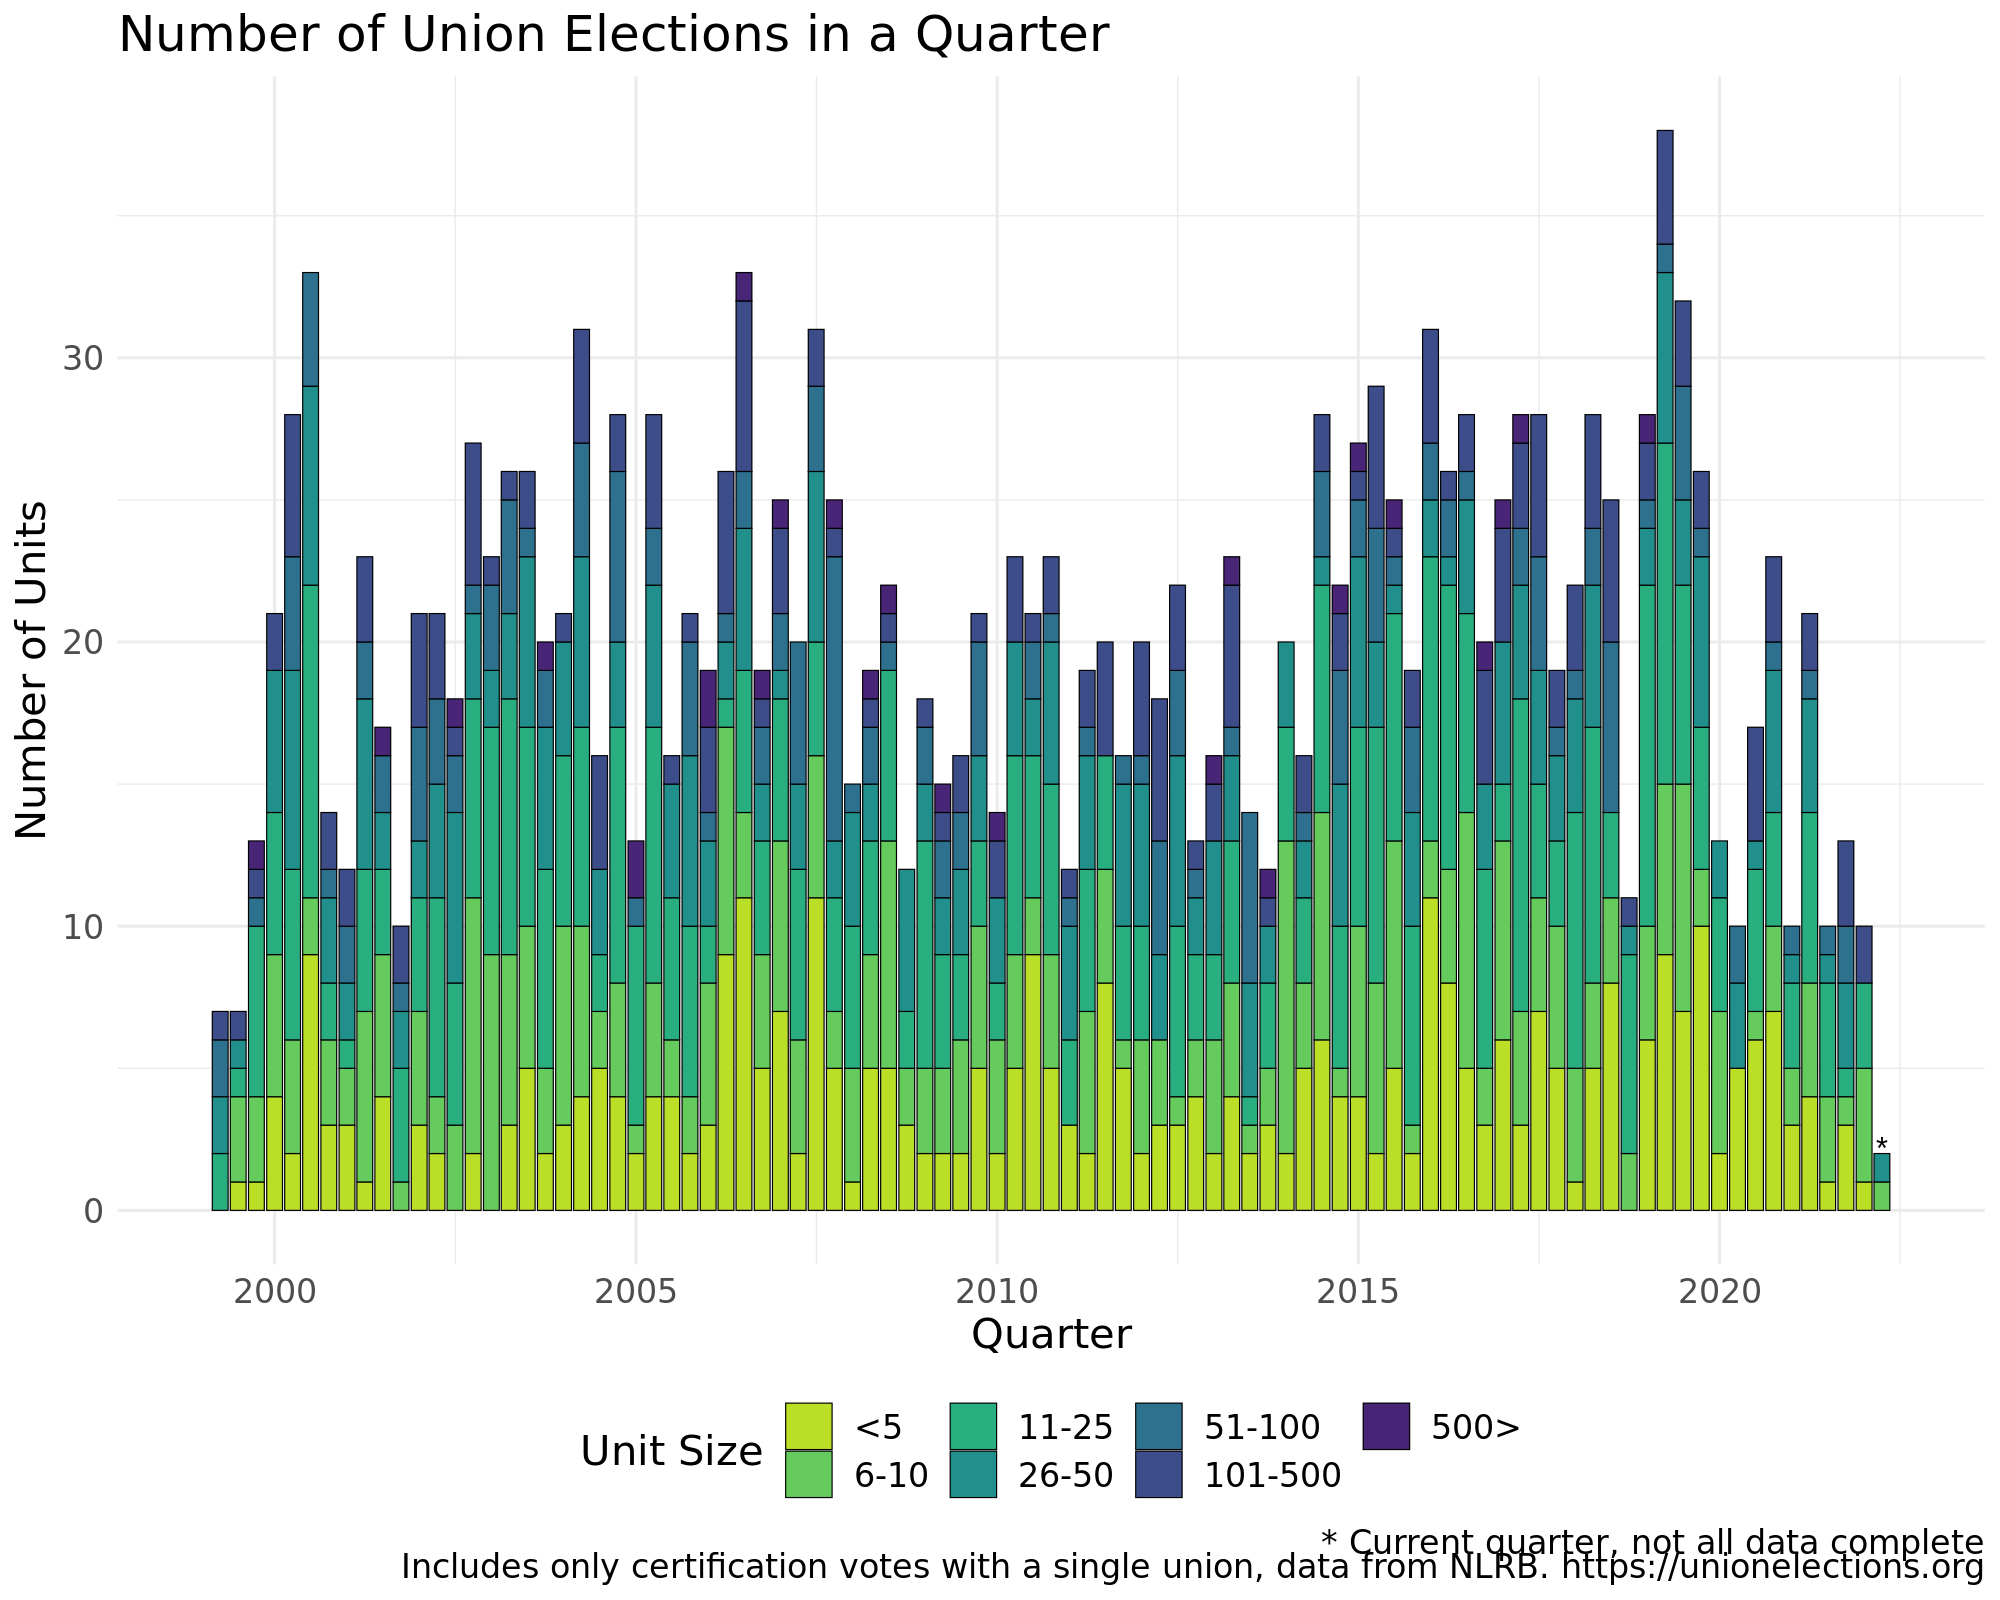 Number of Union Elections in a Quarter
Number of Units
30
20
10
0
*
2000 2005 2010 2015 2020
Quarter
Unit Size
<5 11-25 51-100 500>
6-10 26-50 101-500
* Current quarter, not all data complete
Includes only certification votes with a single union, data from NLRB. https://unionelections.org